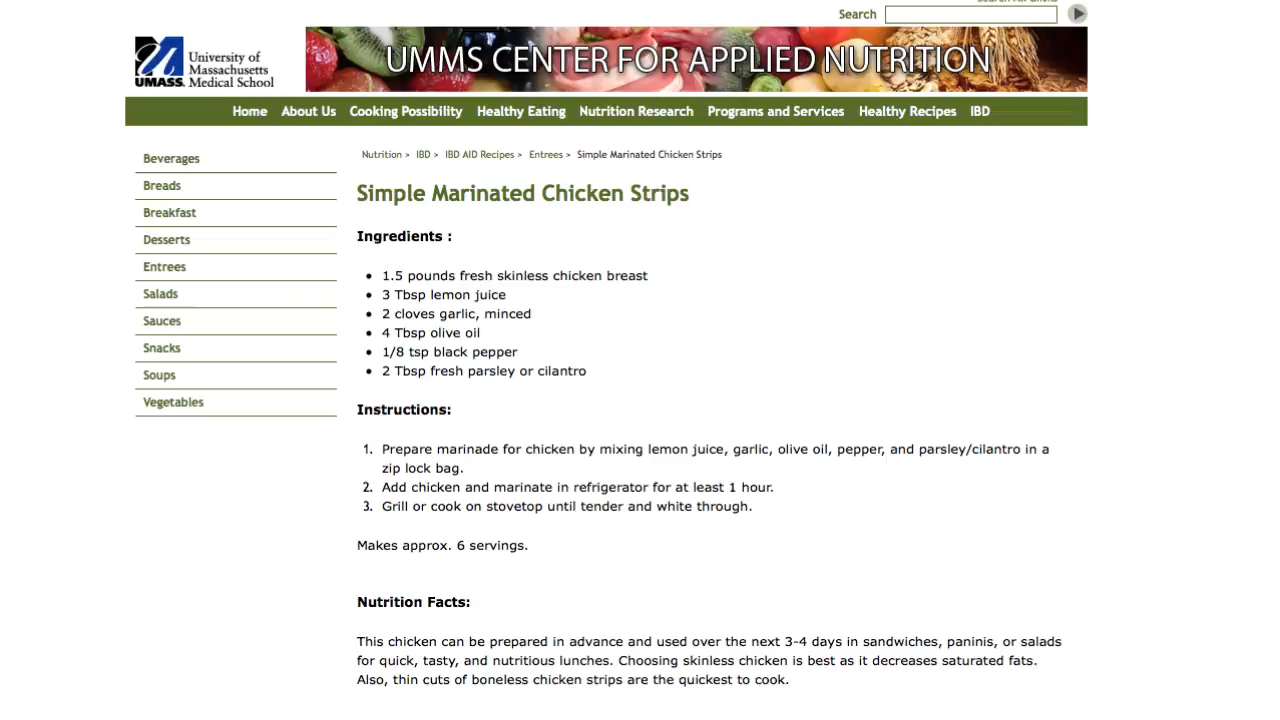 Search
UMASS.
University of
Massachusetts
Medical School
UMMS CENTER FOR APPLIED NUTRITION
Home About Us Cooking Possibility Healthy Eating Nutrition Research Programs and Services Healthy Recipes IBD
Beverages
Breads
Breakfast
Desserts
Entrees
Salads
Sauces
Snacks
Soups
Vegetables
Nutrition > IBD > IBD AID Recipes > Entrees > Simple Marinated Chicken Strips
Simple Marinated Chicken Strips
Ingredients :
• 1.5 pounds fresh skinless chicken breast
• 3 Tbsp lemon juice
• 2 cloves garlic, minced
• 4 Tbsp olive oil
• 1/8 tsp black pepper
• 2 Tbsp fresh parsley or cilantro
Instructions:
1. Prepare marinade for chicken by mixing lemon juice, garlic, olive oil, pepper, and parsley/cilantro in a
zip lock bag.
2. Add chicken and marinate in refrigerator for at least 1 hour.
3. Grill or cook on stovetop until tender and white through.
Makes approx. 6 servings.
Nutrition Facts:
This chicken can be prepared in advance and used over the next 3-4 days in sandwiches, paninis, or salads
for quick, tasty, and nutritious lunches. Choosing skinless chicken is best as it decreases saturated fats.
Also, thin cuts of boneless chicken strips are the quickest to cook.